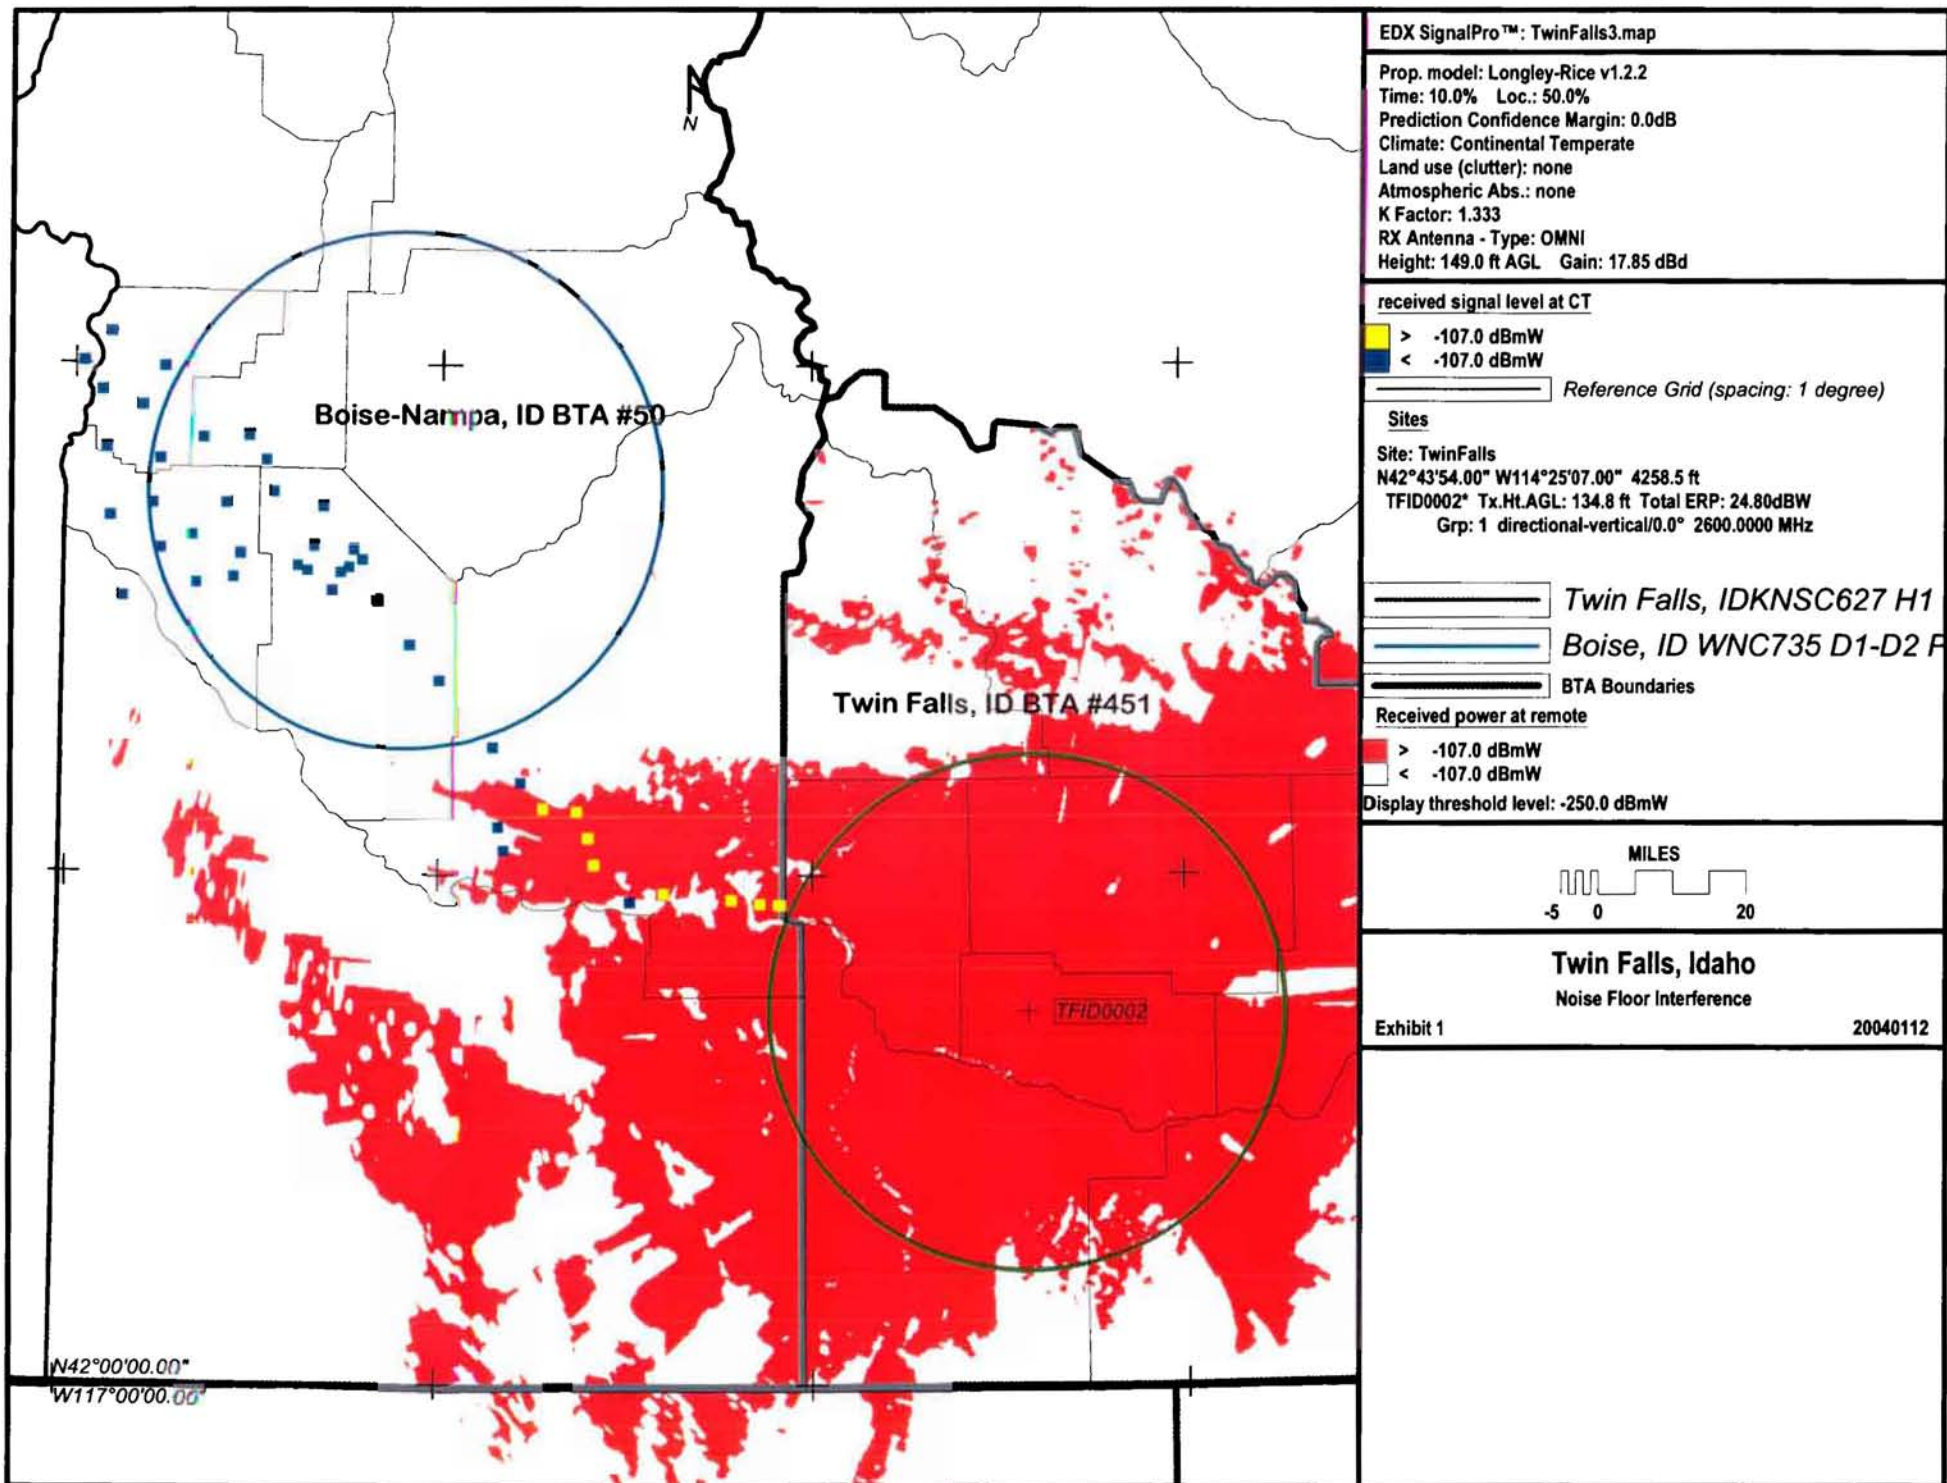 N
Boise-Nampa, ID BTA #50
Twin Falls, ID BTA #451
TFID0002
N42°00'00.00"
W117°00'00.00"
EDX SignalPro™: TwinFalls3.map
Prop. model: Longley-Rice v1.2.2
Time: 10.0% Loc.: 50.0%
Prediction Confidence Margin: 0.0dB
Climate: Continental Temperate
Land use (clutter): none
Atmospheric Abs.: none
K Factor: 1.333
RX Antenna - Type: OMNI
Height: 149.0 ft AGL Gain: 17.85 dBd
received signal level at CT
> -107.0 dBmW
< -107.0 dBmW
Reference Grid (spacing: 1 degree)
Sites
Site: TwinFalls
N42°43'54.00" W114°25'07.00" 4258.5 ft
TFID0002* Tx.Ht.AGL: 134.8 ft Total ERP: 24.80dBW
Grp: 1 directional-vertical/0.0° 2600.0000 MHz
Twin Falls, IDKNSC627 H1
Boise, ID WNC735 D1-D2 P
BTA Boundaries
Received power at remote
> -107.0 dBmW
< -107.0 dBmW
Display threshold level: -250.0 dBmW
MILES
-5 0 20
Twin Falls, Idaho
Noise Floor Interference
Exhibit 1 20040112